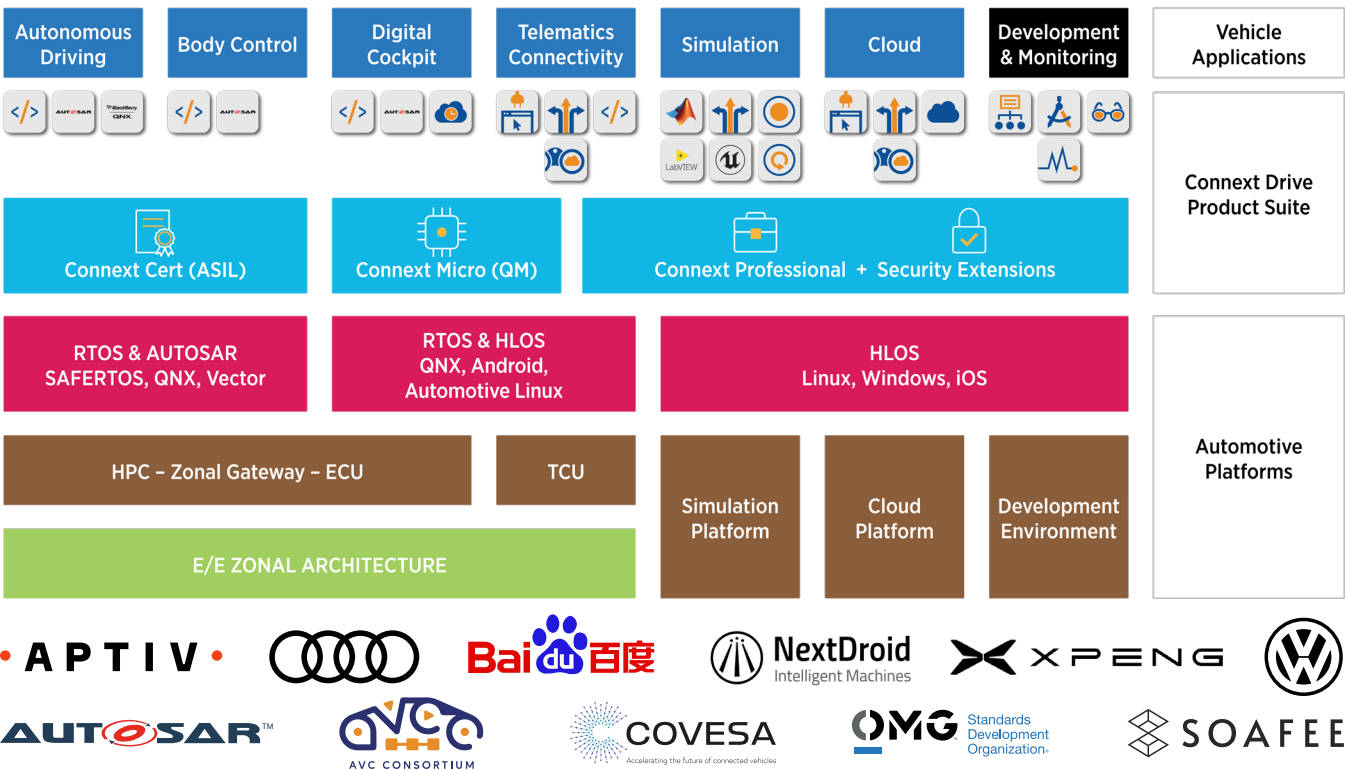 Autonomous
Driving
Body Control
Digital
Cockpit
Telematics
Connectivity
Simulation
Cloud
Development
& Monitoring
Vehicle
Applications
</>
AUTOSAR
BlackBerry
QNX
</>
AUTOSAR
</>
AUTOSAR
</>
LabVIEW
Connext Drive
Product Suite
Connext Cert (ASIL)
Connext Micro (QM)
Connext Professional + Security Extensions
RTOS & AUTOSAR
SAFERTOS, QNX, Vector
RTOS & HLOS
QNX, Android,
Automotive Linux
HLOS
Linux, Windows, iOS
Automotive
Platforms
HPC – Zonal Gateway – ECU
TCU
Simulation
Platform
Cloud
Platform
Development
Environment
E/E ZONAL ARCHITECTURE
• APTIV •
Baidu百度
NextDroid
Intelligent Machines
XPENG
VW
AUTOSAR™
AVC
AVC CONSORTIUM
COVESA
Accelerating the future of connected vehicles
OMG
Standards
Development
Organization
SOAFEE